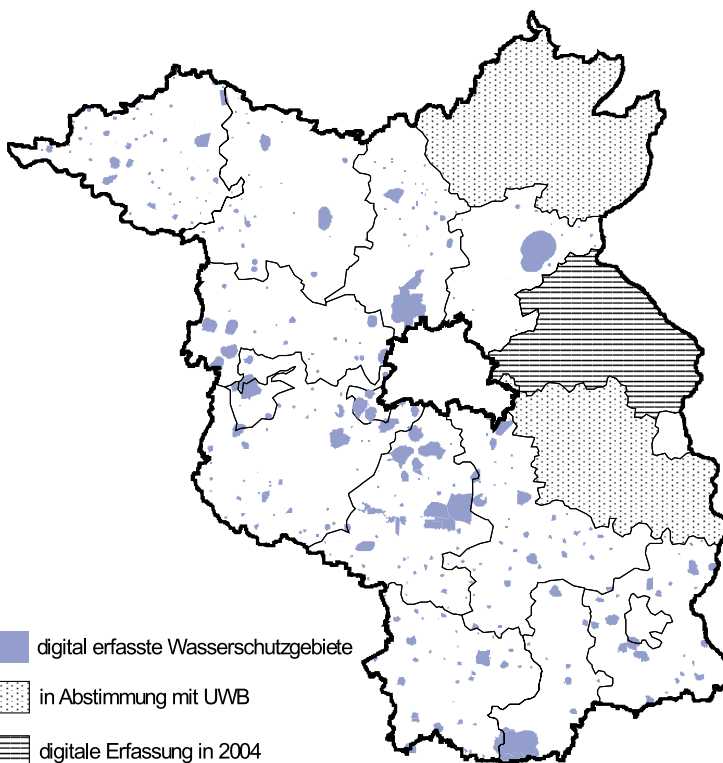 digital erfasste Wasserschutzgebiete
in Abstimmung mit UWB
digitale Erfassung in 2004